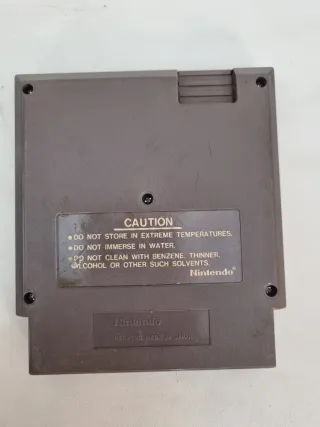 CAUTION
•DO NOT STORE IN EXTREME TEMPERATURES.
•DO NOT IMMERSE IN WATER.
•DO NOT CLEAN WITH BENZENE, THINNER,
ALCOHOL OR OTHER SUCH SOLVENTS.
Nintendo®
Nintendo